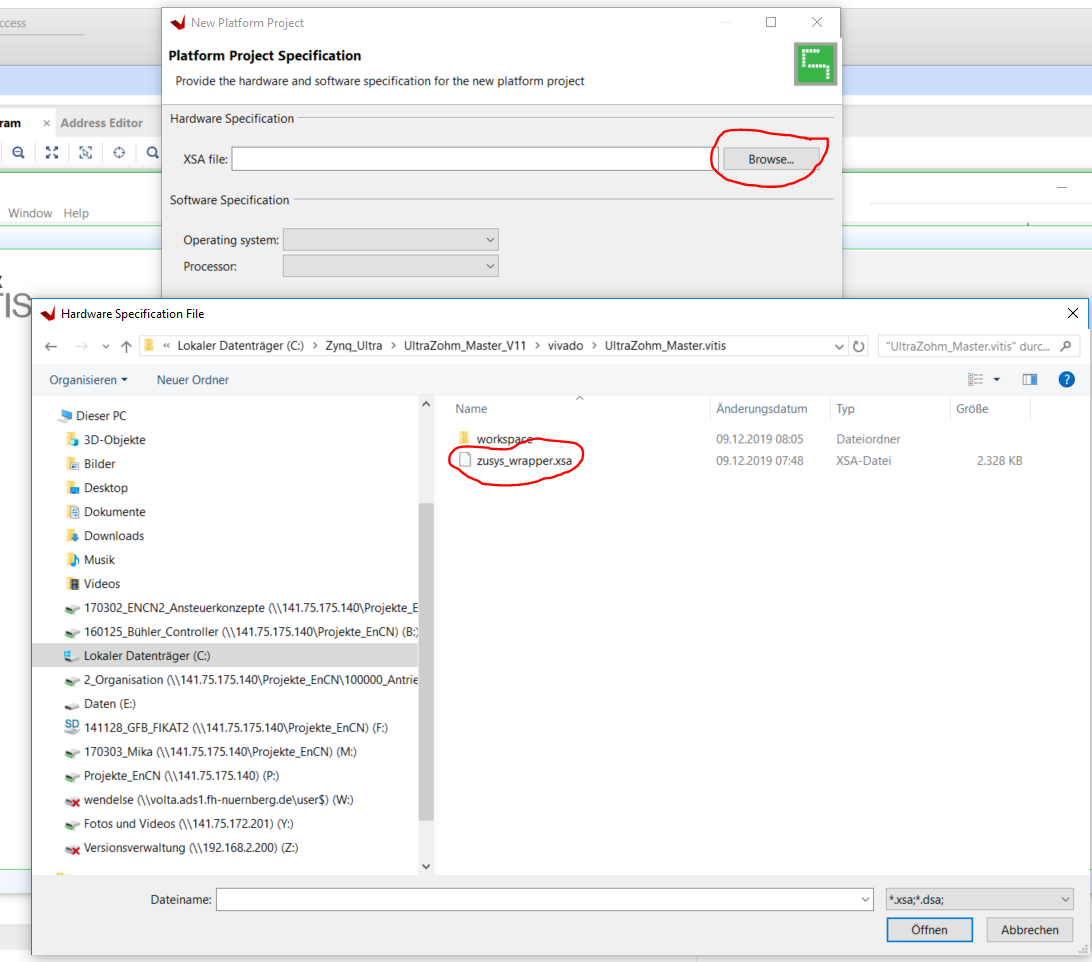 ccess
New Platform Project
Platform Project Specification
Provide the hardware and software specification for the new platform project
ram × Address Editor
Hardware Specification
XSA file: Browse...
Window Help
Software Specification
Operating system:
Processor:
TIS
Hardware Specification File
« Lokaler Datenträger (C:) > Zynq_Ultra > UltraZohm_Master_V11 > vivado > UltraZohm_Master.vitis
"UltraZohm_Master.vitis" durc...
Organisieren Neuer Ordner
Name Änderungsdatum Typ Größe
Dieser PC
3D-Objekte
Bilder
Desktop
Dokumente
Downloads
Musik
Videos
170302_ENCN2_Ansteuerkonzepte (\\141.75.175.140\Projekte_E
160125_Bühler_Controller (\\141.75.175.140\Projekte_EnCN) (B:)
Lokaler Datenträger (C:)
2_Organisation (\\141.75.175.140\Projekte_EnCN\100000_Antrie
Daten (E:)
SD 141128_GFB_FIKAT2 (\\141.75.175.140\Projekte_EnCN) (F:)
170303_Mika (\\141.75.175.140\Projekte_EnCN) (M:)
Projekte_EnCN (\\141.75.175.140) (P:)
wendelse (\\volta.ads1.fh-nuernberg.de\user$) (W:)
Fotos und Videos (\\141.75.172.201) (Y:)
Versionsverwaltung (\\192.168.2.200) (Z:)
workspace 09.12.2019 08:05 Dateiordner
zusys_wrapper.xsa 09.12.2019 07:48 XSA-Datei 2.328 KB
Dateiname: *.xsa;*.dsa;
Öffnen Abbrechen